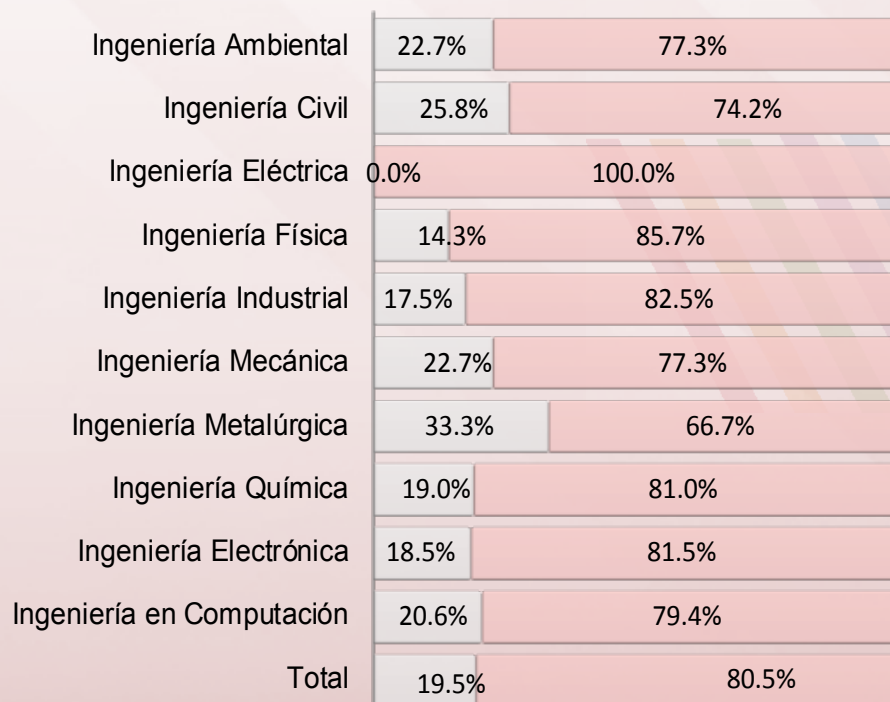 Ingeniería Ambental 22.7% 77.3%
Ingeniería Civil 25.8% 74.2%
Ingeniería Eléctrica 0.0% 100.0%
Ingeniería Física 14.3% 85.7%
Ingeniería Industrial 17.5% 82.5%
Ingeniería Mecánica 22.7% 77.3%
Ingeniería Metalúrgica 33.3% 66.7%
Ingeniería Química 19.0% 81.0%
Ingeniería Electrónica 18.5% 81.5%
Ingeniería en Computación 20.6% 79.4%
Total 19.5% 80.5%